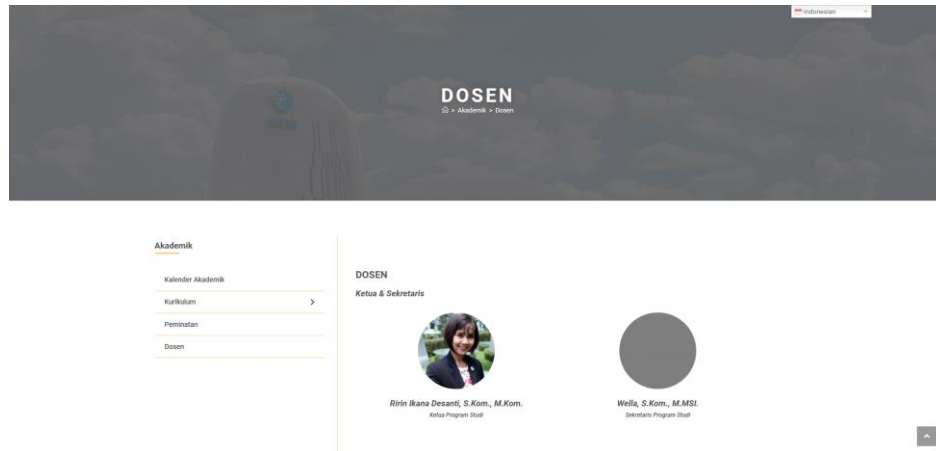 Indonesian
DOSEN
> Akademik > Dosen
Akademik
Kalender Akademik
Kurikulum
Peminatan
Dosen
DOSEN
Ketua & Sekretaris
Ririn Ikana Desanti, S.Kom., M.Kom.
Ketua Program Studi
Wella, S.Kom., M.MSI.
Sekretaris Program Studi